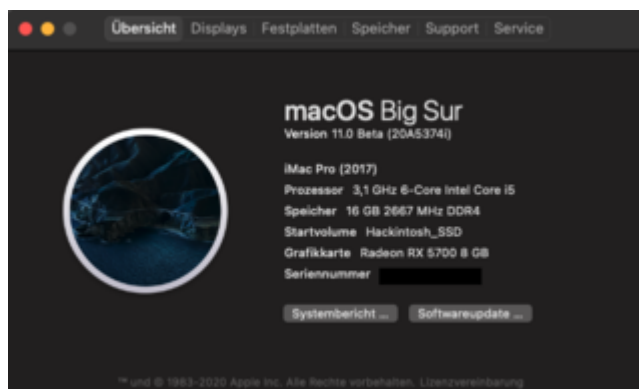 Übersicht Displays Festplatten Speicher Support Service
macOS Big Sur
Version 11.0 Beta (20A5374i)
iMac Pro (2017)
Prozessor 3,1 GHz 6-Core Intel Core i5
Speicher 16 GB 2667 MHz DDR4
Startvolume Hackintosh_SSD
Grafikkarte Radeon RX 5700 8 GB
Seriennummer
Systembericht ... Softwareupdate ...
™ und © 1983-2020 Apple Inc. Alle Rechte vorbehalten. Lizenzvereinbarung